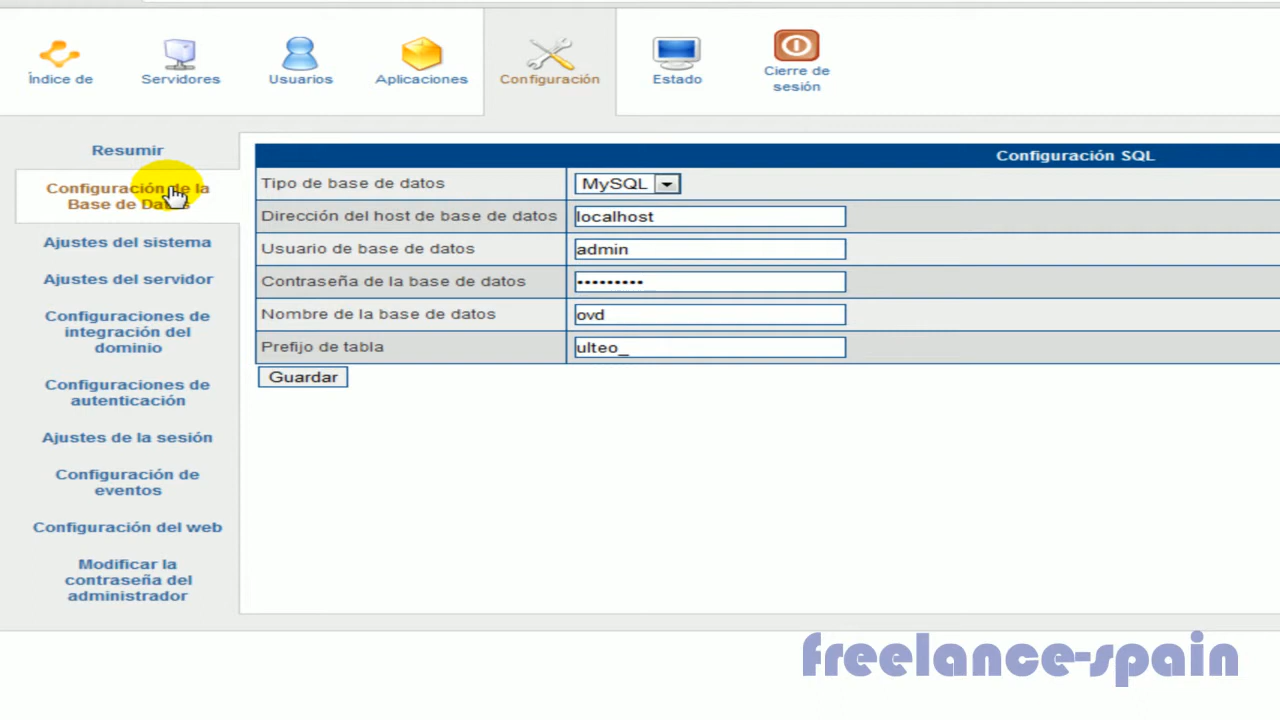 Índice de
Servidores
Usuarios
Aplicaciones
Configuración
Estado
Cierre de
sesión
Resumir
Configuración de la
Base de Datos
Ajustes del sistema
Ajustes del servidor
Configuraciones de
integración del
dominio
Configuraciones de
autenticación
Ajustes de la sesión
Configuración de
eventos
Configuración del web
Modificar la
contraseña del
administrador
Configuración SQL
Tipo de base de datos MySQL
Dirección del host de base de datos localhost
Usuario de base de datos admin
Contraseña de la base de datos •••••••••
Nombre de la base de datos ovd
Prefijo de tabla ulteo_
Guardar
freelance-spain